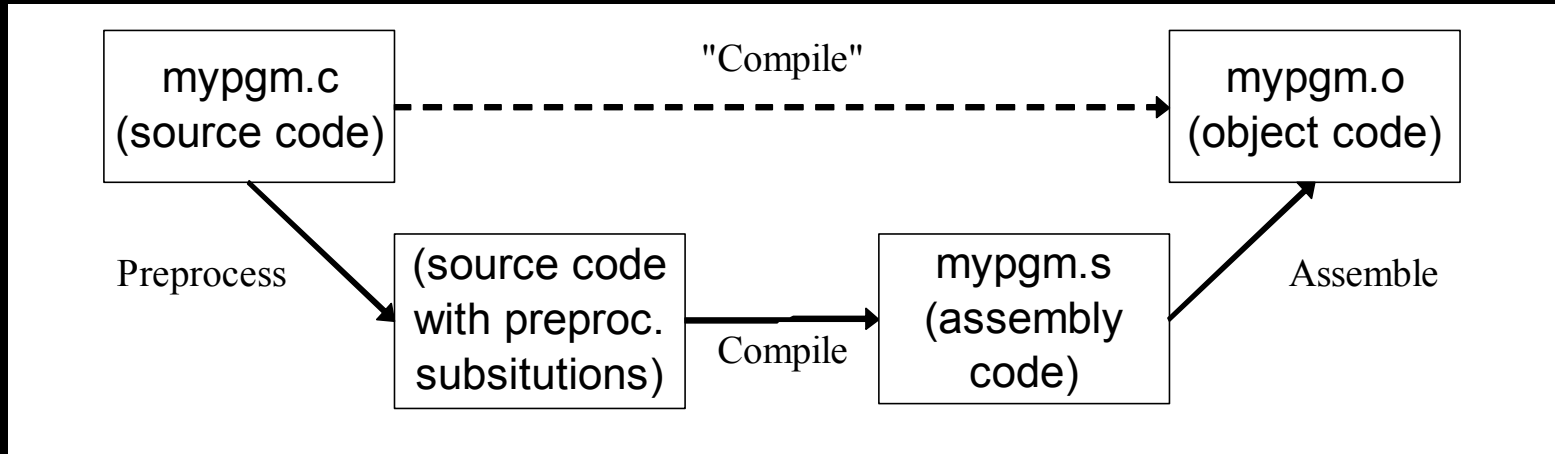 mypgm.c
(source code)
"Compile"
mypgm.o
(object code)
Preprocess
(source code
with preproc.
subsitutions)
Compile
mypgm.s
(assembly
code)
Assemble